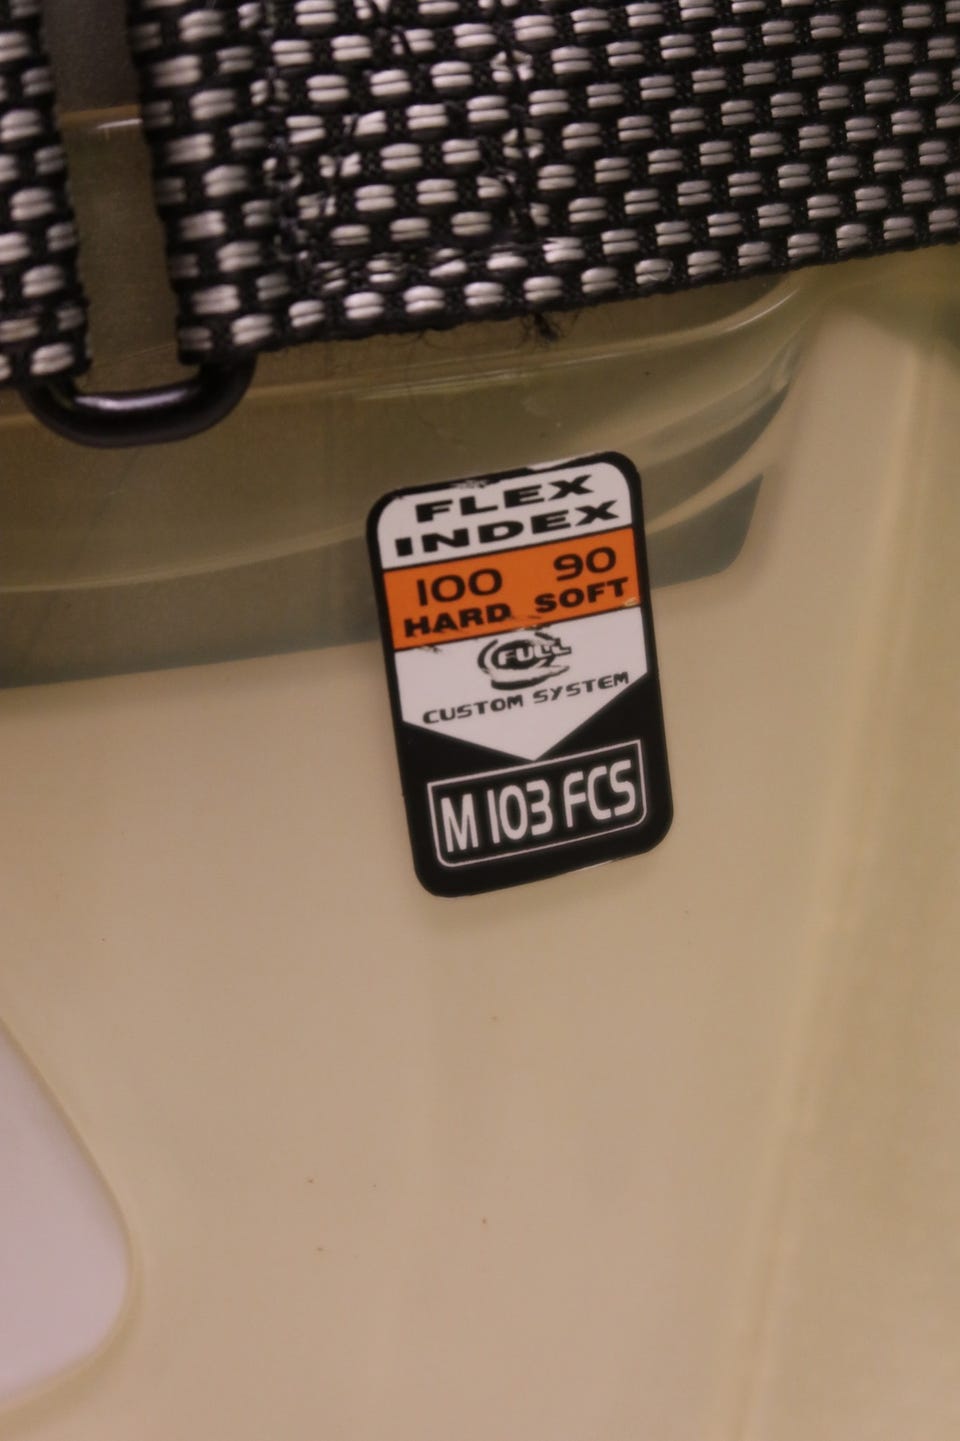 FLEX
INDEX
100 90
HARD SOFT
FULL
CUSTOM SYSTEM
M 103 FCS